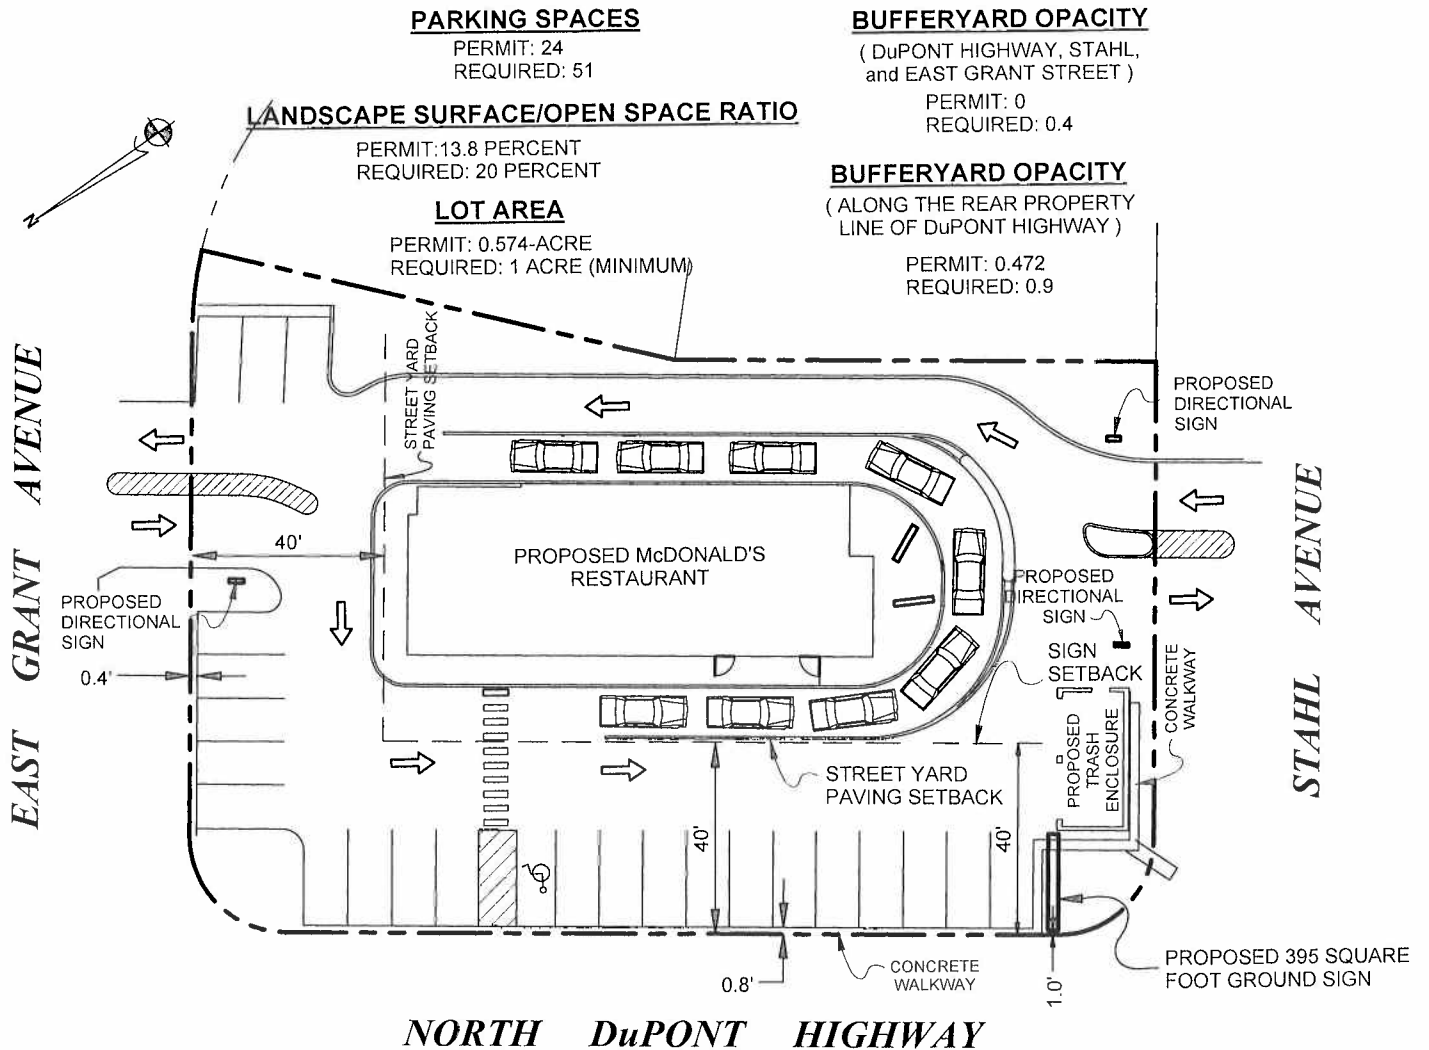 PARKING SPACES
PERMIT: 24
REQUIRED: 51
BUFFERYARD OPACITY
( DuPONT HIGHWAY, STAHL,
and EAST GRANT STREET )
PERMIT: 0
REQUIRED: 0.4
LANDSCAPE SURFACE/OPEN SPACE RATIO
PERMIT:13.8 PERCENT
REQUIRED: 20 PERCENT
BUFFERYARD OPACITY
( ALONG THE REAR PROPERTY
LINE OF DuPONT HIGHWAY )
PERMIT: 0.472
REQUIRED: 0.9
LOT AREA
PERMIT: 0.574-ACRE
REQUIRED: 1 ACRE (MINIMUM)
N
STREET YARD
PAVING SETBACK
PROPOSED
DIRECTIONAL
SIGN
EAST GRANT AVENUE
STAHL AVENUE
40'
PROPOSED McDONALD'S
RESTAURANT
PROPOSED
DIRECTIONAL
SIGN
PROPOSED
DIRECTIONAL
SIGN
0.4'
SIGN
SETBACK
CONCRETE
WALKWAY
PROPOSED
TRASH
ENCLOSURE
STREET YARD
PAVING SETBACK
40'
40'
PROPOSED 395 SQUARE
FOOT GROUND SIGN
CONCRETE
WALKWAY
0.8'
1.0'
NORTH DuPONT HIGHWAY